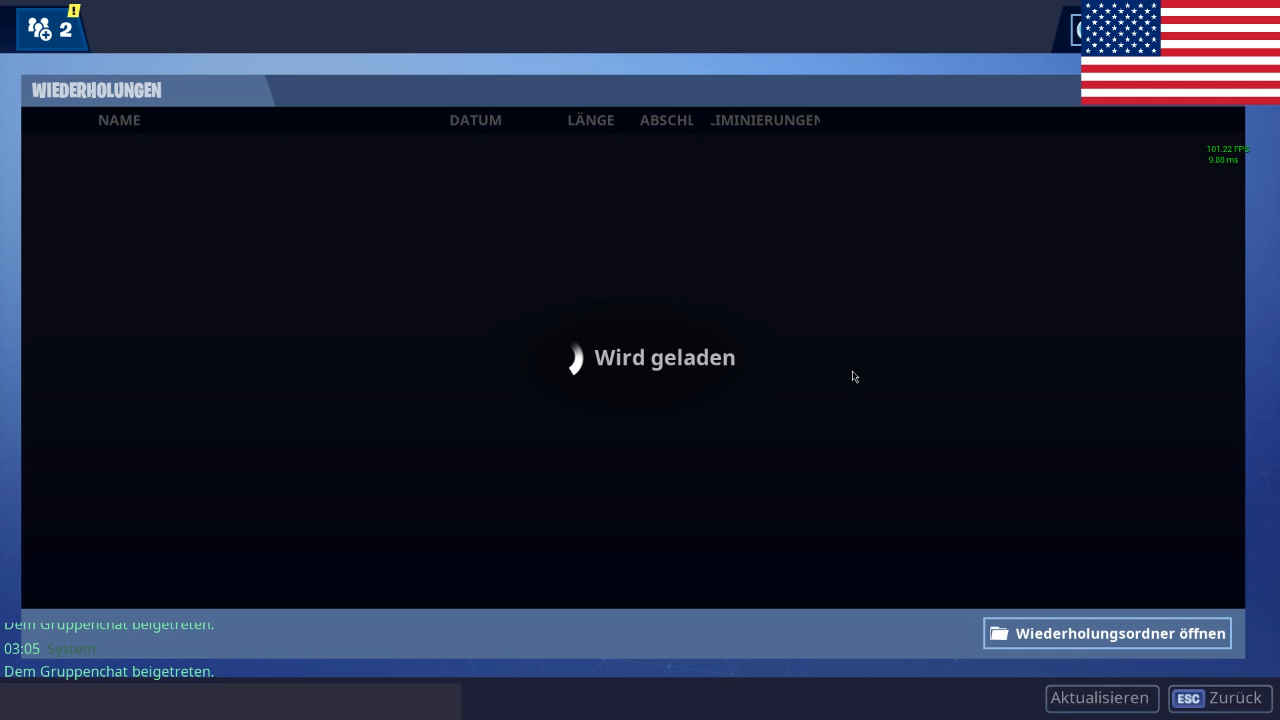 2
!
WIEDERHOLUNGEN
NAME DATUM LÄNGE ABSCHL IMINIERUNGEN
101.22 FPS
9.88 ms
Wird geladen
Dem Gruppenchat beigetreten.
03:05 System
Dem Gruppenchat beigetreten.
Wiederholungsordner öffnen
Aktualisieren
ESC Zurück